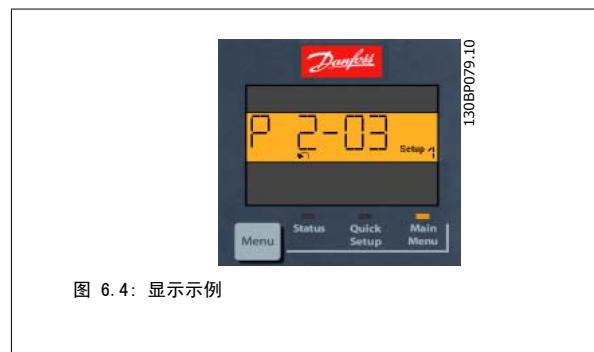 Danfoss
130BP079.10
P 2-03
Setup 1
Menu
Status
Quick Setup
Main Menu
图 6.4: 显示示例